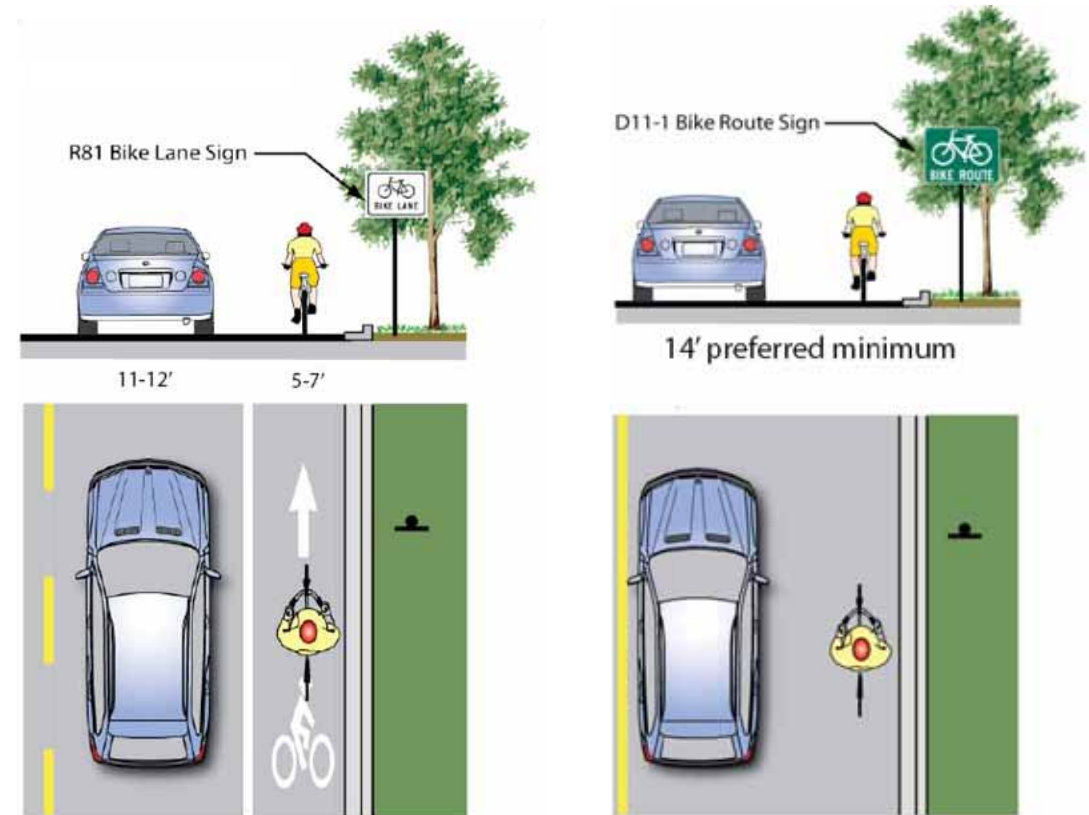 R81 Bike Lane Sign
BIKE LANE
11-12'
5-7'
D11-1 Bike Route Sign
BIKE ROUTE
14' preferred minimum